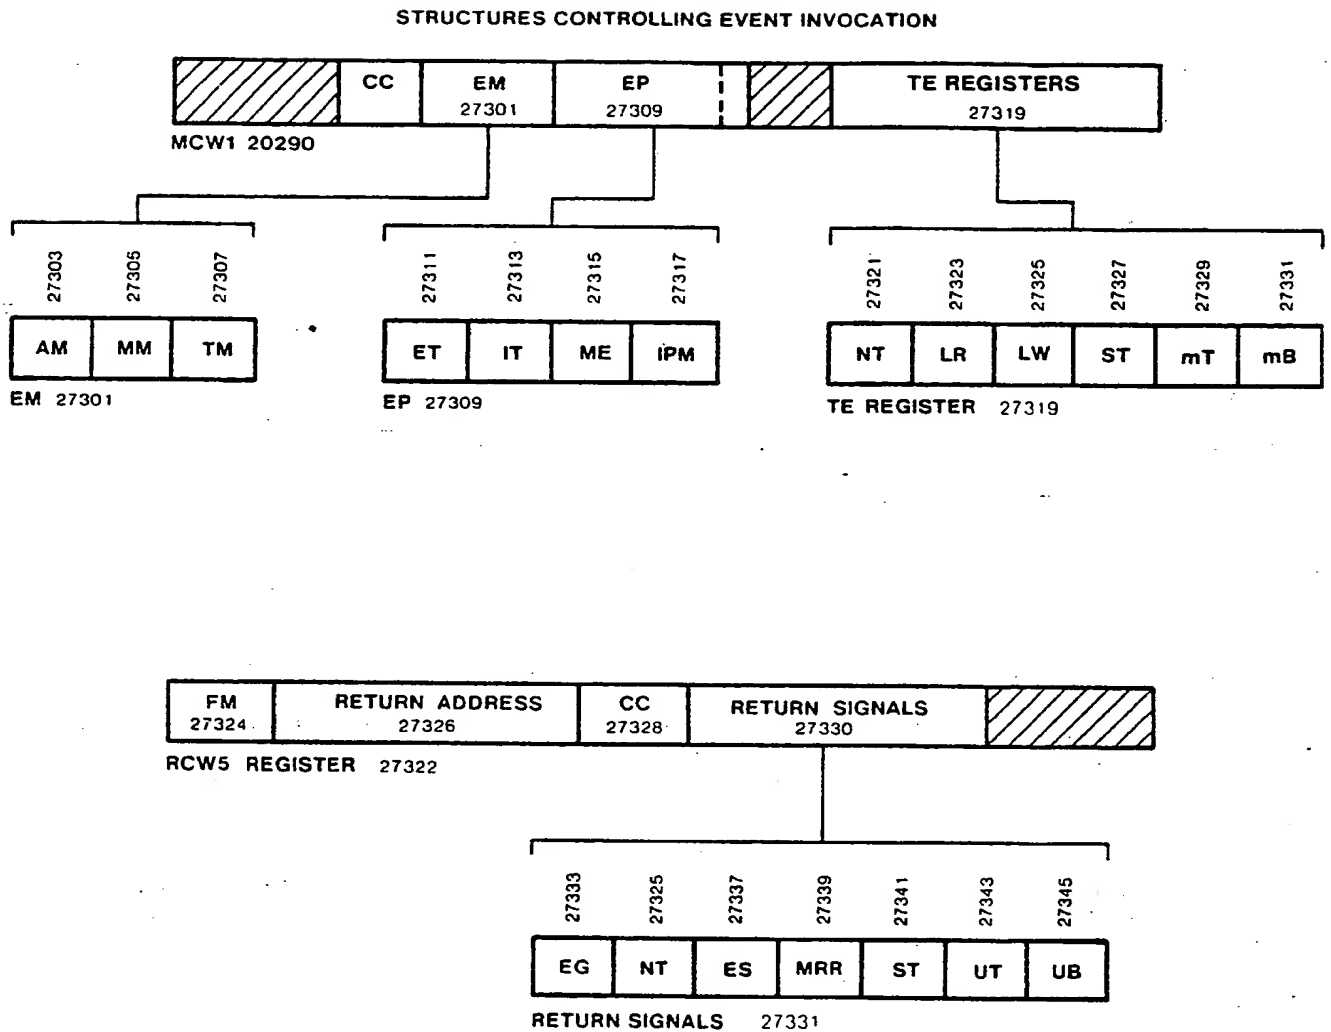 STRUCTURES CONTROLLING EVENT INVOCATION
CC EM EP TE REGISTERS
27301 27309 27319
MCW1 20290
27303 27305 27307 27311 27313 27315 27317 27321 27323 27325 27327 27329 27331
AM MM TM ET IT ME IPM NT LR LW ST mT mB
EM 27301 EP 27309 TE REGISTER 27319
FM RETURN ADDRESS CC RETURN SIGNALS
27324 27326 27328 27330
RCW5 REGISTER 27322
27333 27325 27337 27339 27341 27343 27345
EG NT ES MRR ST UT UB
RETURN SIGNALS 27331